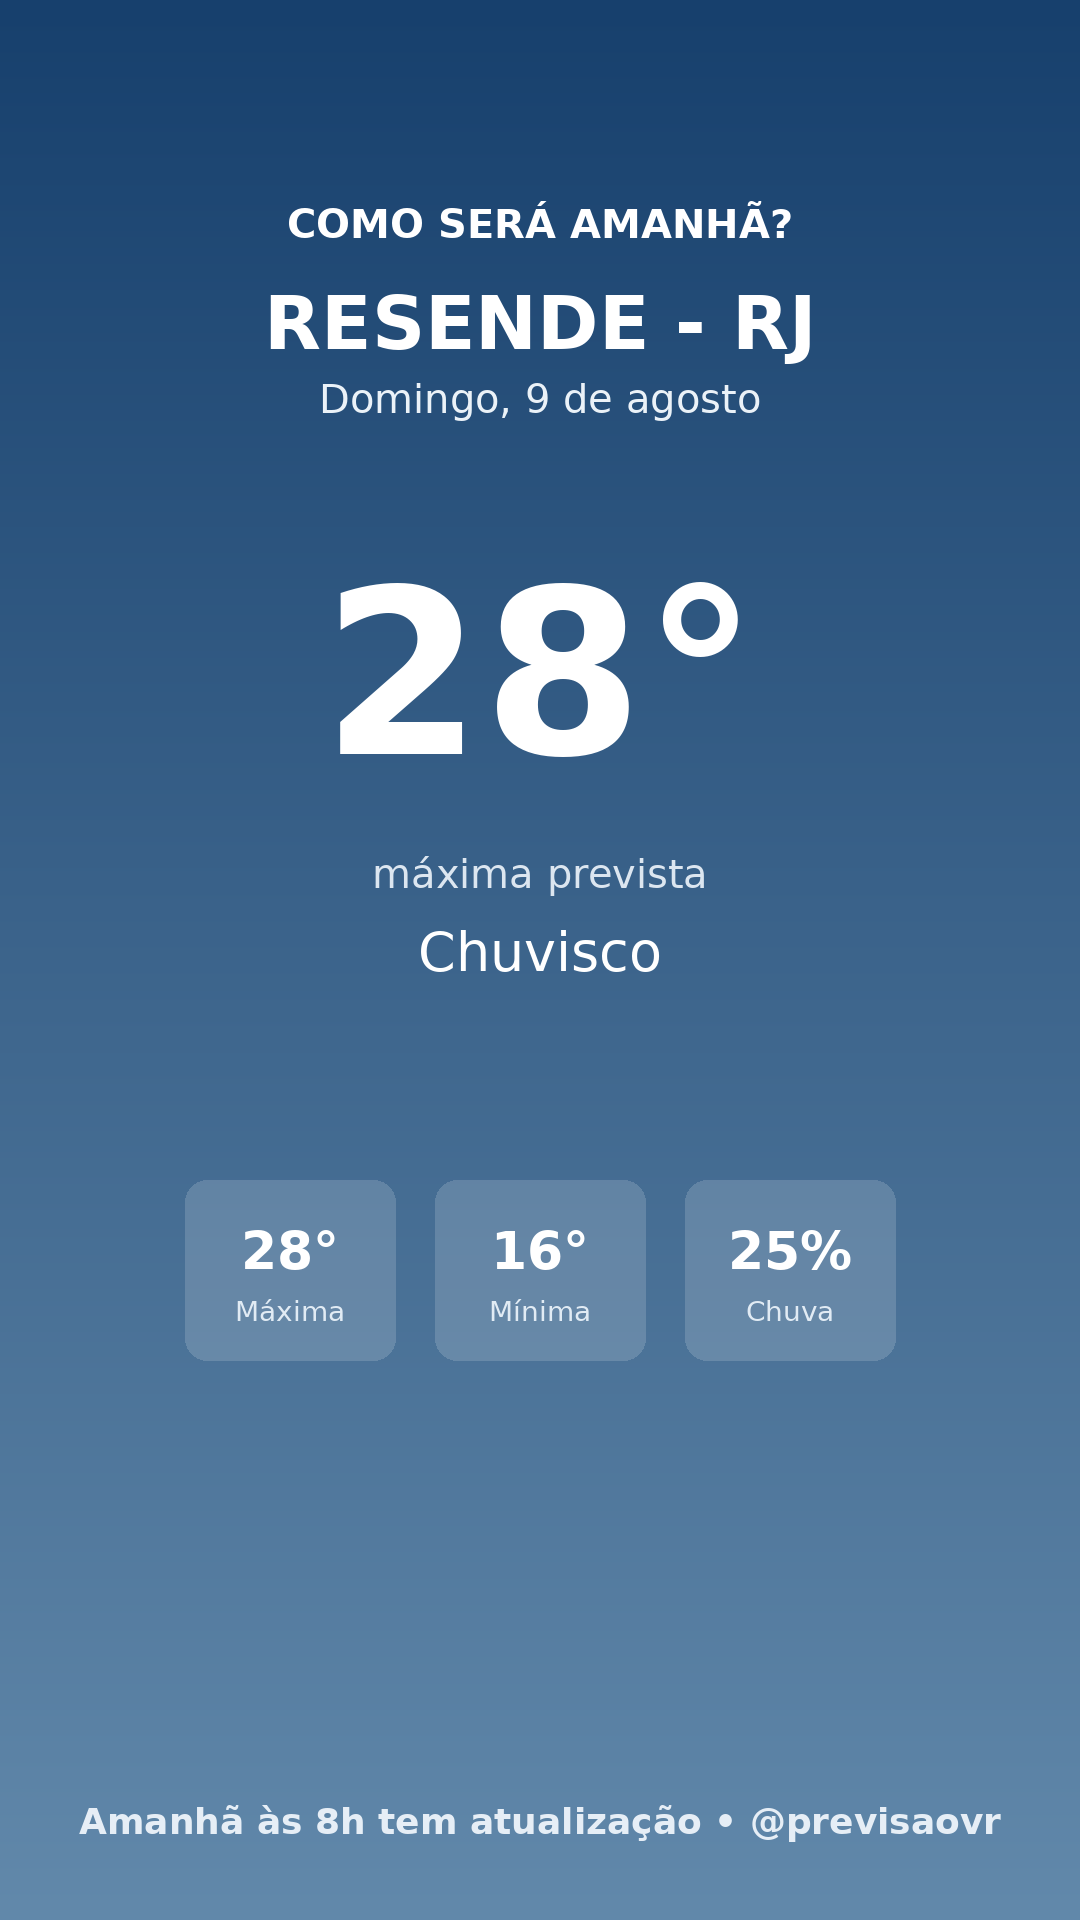 COMO SERÁ AMANHÃ?
RESENDE - RJ
Domingo, 9 de agosto
28°
máxima prevista
Chuvisco
28° 16° 25%
Máxima Mínima Chuva
Amanhã às 8h tem atualização • @previsaovr